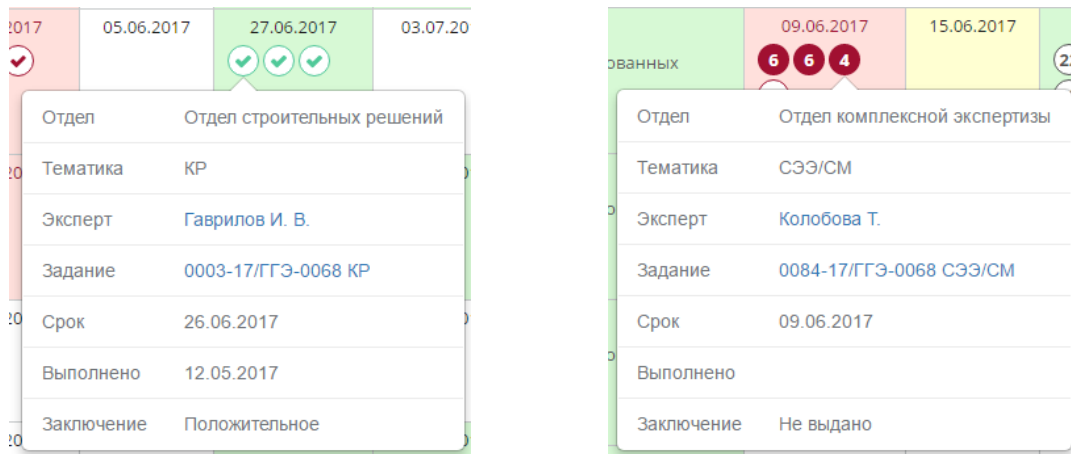 2017 05.06.2017 27.06.2017 03.07.20
Отдел Отдел строительных решений
Тематика КР
Эксперт Гаврилов И. В.
Задание 0003-17/ГГЭ-0068 КР
Срок 26.06.2017
Выполнено 12.05.2017
Заключение Положительное
09.06.2017 15.06.2017
ованных 6 6 4
Отдел Отдел комплексной экспертизы
Тематика СЭЭ/СМ
Эксперт Колобова Т.
Задание 0084-17/ГГЭ-0068 СЭЭ/СМ
Срок 09.06.2017
Выполнено
Заключение Не выдано